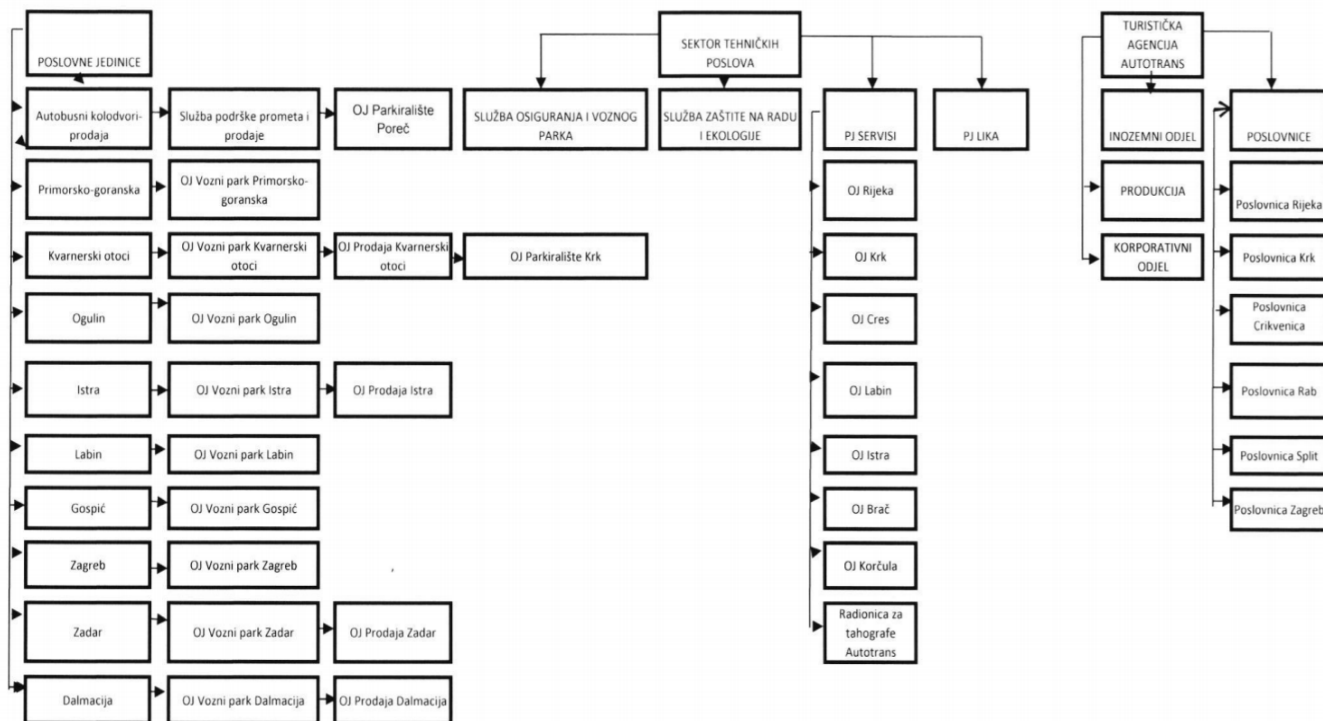 POSLOVNE JEDINICE
Autobusni kolodvori-
prodaja
Služba podrške prometa i
prodaje
OJ Parkiralište
Poreč
Primorsko-goranska
OJ Vozni park Primorsko-
goranska
Kvarnerski otoci
OJ Vozni park Kvarnerski
otoci
OJ Prodaja Kvarnerski
otoci
OJ Parkiralište Krk
Ogulin
OJ Vozni park Ogulin
Istra
OJ Vozni park Istra
OJ Prodaja Istra
Labin
OJ Vozni park Labin
Gospić
OJ Vozni park Gospić
Zagreb
OJ Vozni park Zagreb
Zadar
OJ Vozni park Zadar
OJ Prodaja Zadar
Dalmacija
OJ Vozni park Dalmacija
OJ Prodaja Dalmacija
SEKTOR TEHNIČKIH
POSLOVA
SLUŽBA OSIGURANJA I VOZNOG
PARKA
SLUŽBA ZAŠTITE NA RADU
I EKOLOGIJE
PJ SERVISI
PJ LIKA
OJ Rijeka
OJ Krk
OJ Cres
OJ Labin
OJ Istra
OJ Brač
OJ Korčula
Radionica za
tahografe
Autotrans
TURISTIČKA
AGENCIJA
AUTOTRANS
INOZEMNI ODJEL
PRODUKCIJA
KORPORATIVNI
ODJEL
POSLOVNICE
Poslovnica Rijeka
Poslovnica Krk
Poslovnica
Crikvenica
Poslovnica Rab
Poslovnica Split
Poslovnica Zagreb